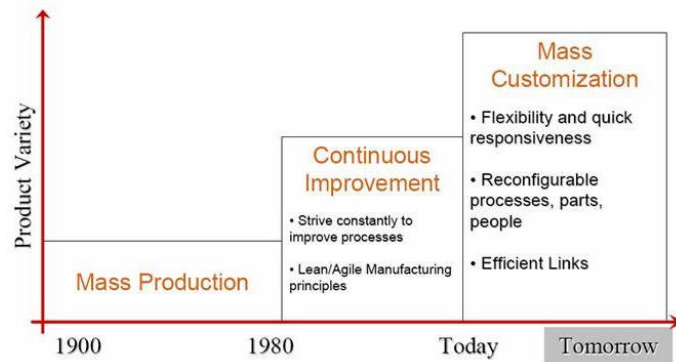 Product Variety
Mass Production
Continuous
Improvement
• Strive constantly to
improve processes
• Lean/Agile Manufacturing
principles
Mass
Customization
• Flexibility and quick
responsiveness
• Reconfigurable
processes, parts,
people
• Efficient Links
1900
1980
Today
Tomorrow